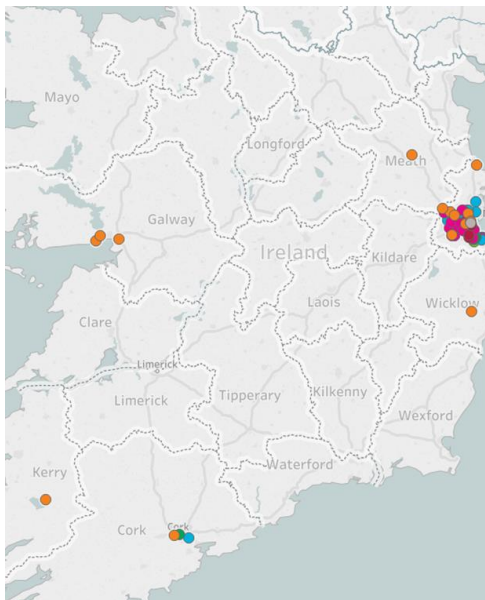 Mayo
Longford
Meath
Galway
Ireland
Kildare
Laois
Wicklow
Clare
Limerick
Limerick
Tipperary
Kilkenny
Wexford
Waterford
Kerry
Cork
Cork